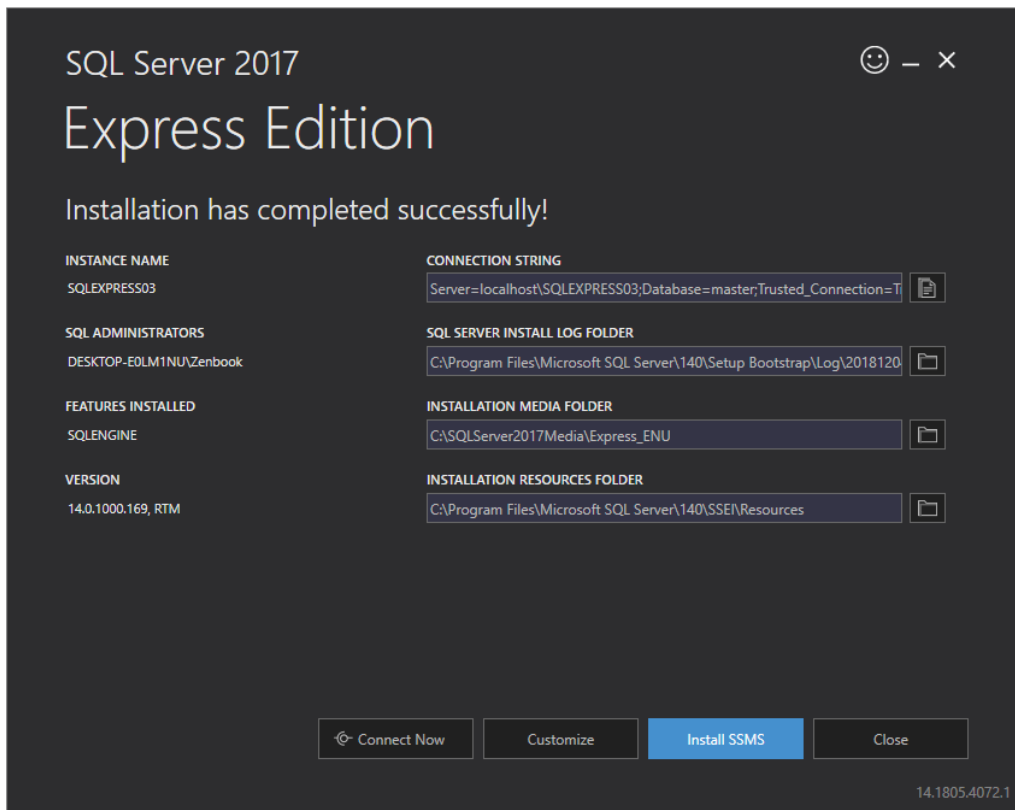 SQL Server 2017
Express Edition
Installation has completed successfully!
INSTANCE NAME
SQLEXPRESS03
CONNECTION STRING
Server=localhost\SQLEXPRESS03;Database=master;Trusted_Connection=T
SQL ADMINISTRATORS
DESKTOP-E0LM1NU\Zenbook
SQL SERVER INSTALL LOG FOLDER
C:\Program Files\Microsoft SQL Server\140\Setup Bootstrap\Log\2018120
FEATURES INSTALLED
SQLENGINE
INSTALLATION MEDIA FOLDER
C:\SQLServer2017Media\Express_ENU
VERSION
14.0.1000.169, RTM
INSTALLATION RESOURCES FOLDER
C:\Program Files\Microsoft SQL Server\140\SSEI\Resources
Connect Now
Customize
Install SSMS
Close
14.1805.4072.1